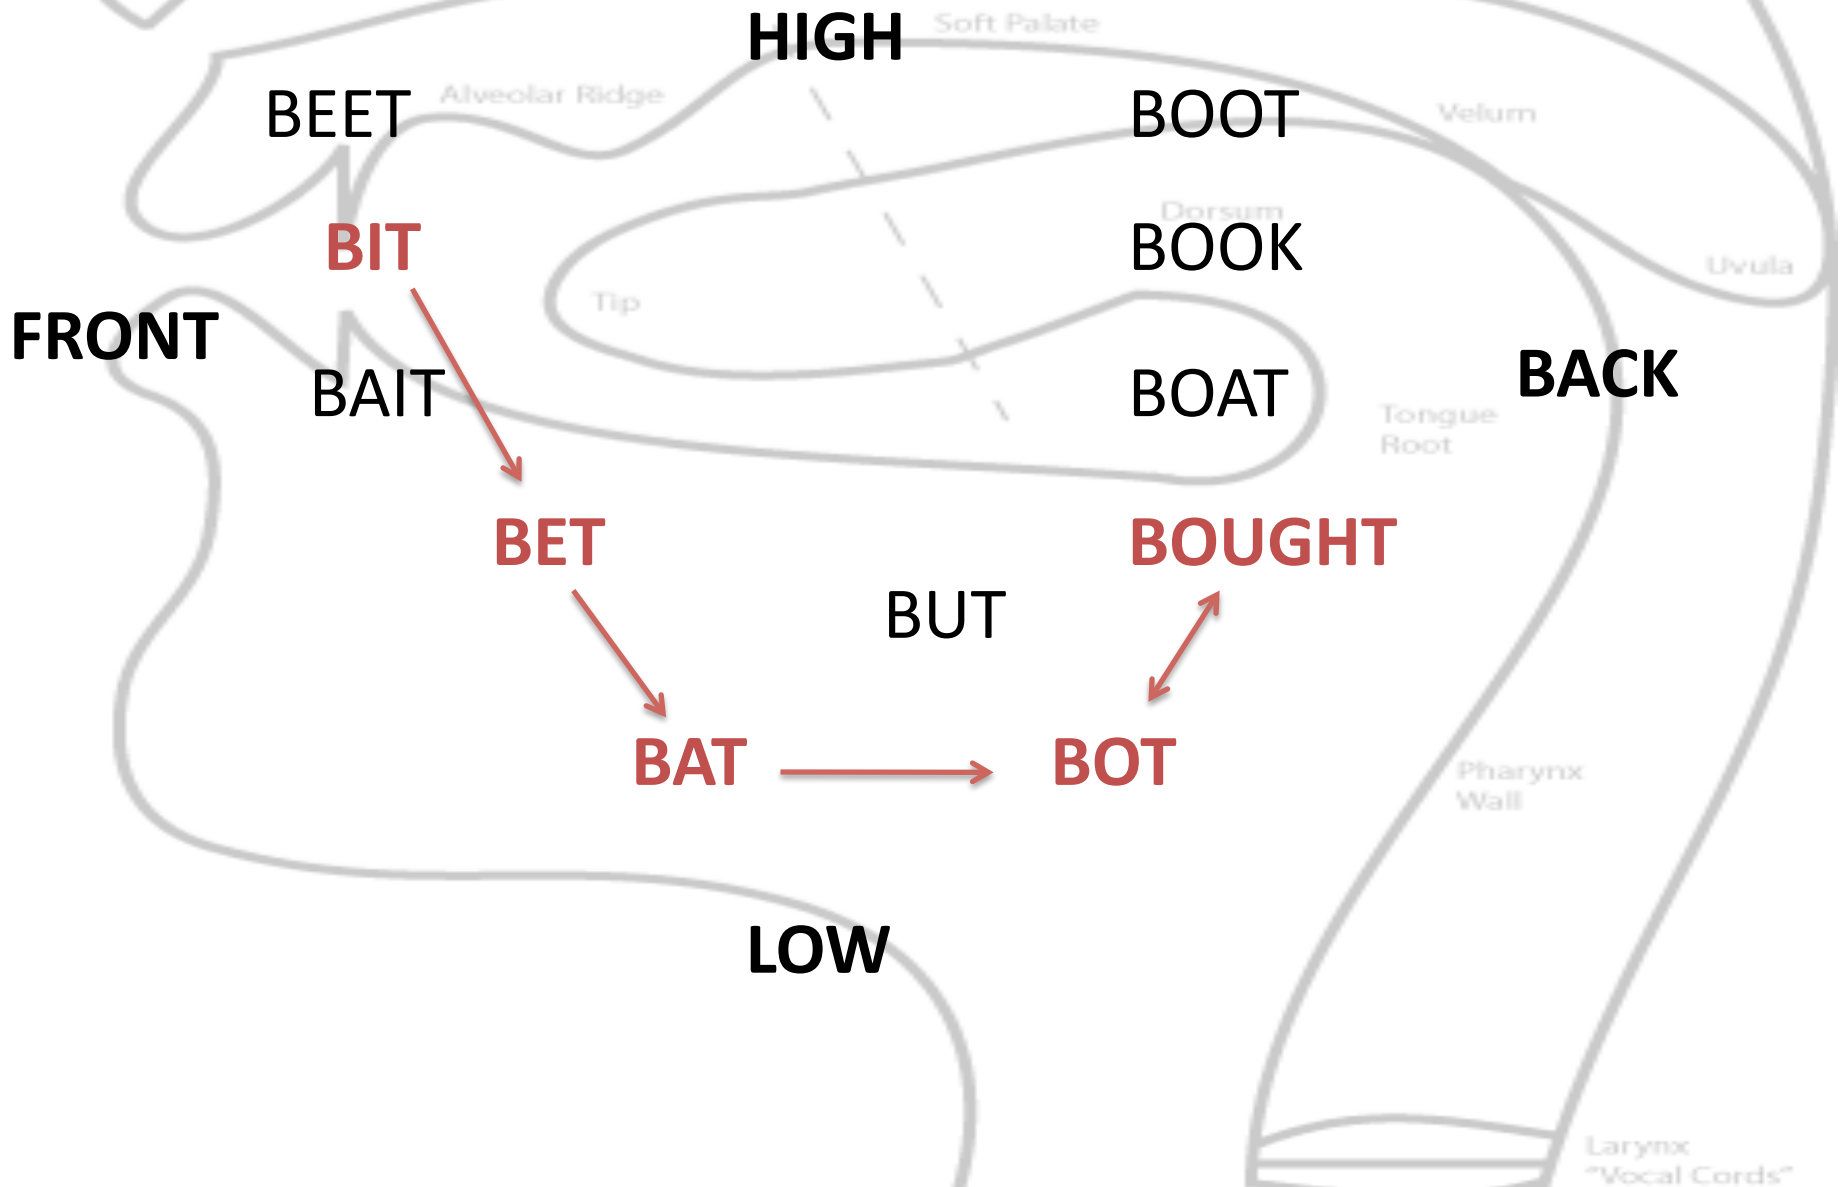 HIGH
Soft Palate
BEET
Alveolar Ridge
BOOT
Velum
Dorsum
BIT
BOOK
Uvula
Tip
FRONT
BACK
BAIT
BOAT
Tongue
Root
BET
BOUGHT
BUT
BAT
BOT
Pharynx
Wall
LOW
Larynx
"Vocal Cords"